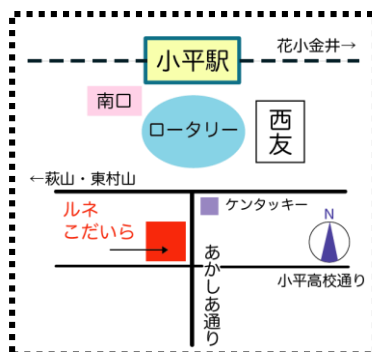 花小金井→
小平駅
南口
ロータリー
西友
←萩山・東村山
ケンタッキー
ルネ
こだいら
N
あかしあ通り
小平高校通り